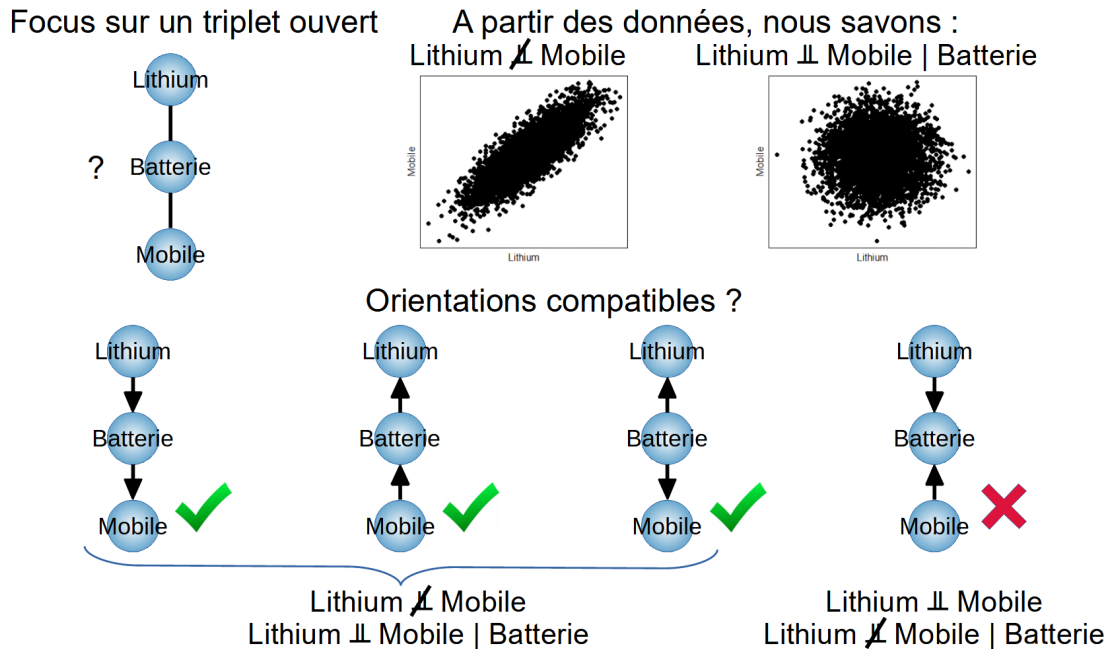 Focus sur un triplet ouvert
A partir des données, nous savons :
Lithium ⫫̸ Mobile
Lithium ⫫ Mobile | Batterie
Lithium
?
Batterie
Mobile
Mobile
Lithium
Mobile
Lithium
Orientations compatibles ?
Lithium
Batterie
Mobile
Lithium
Batterie
Mobile
Lithium
Batterie
Mobile
Lithium
Batterie
Mobile
Lithium ⫫̸ Mobile
Lithium ⫫ Mobile | Batterie
Lithium ⫫ Mobile
Lithium ⫫̸ Mobile | Batterie